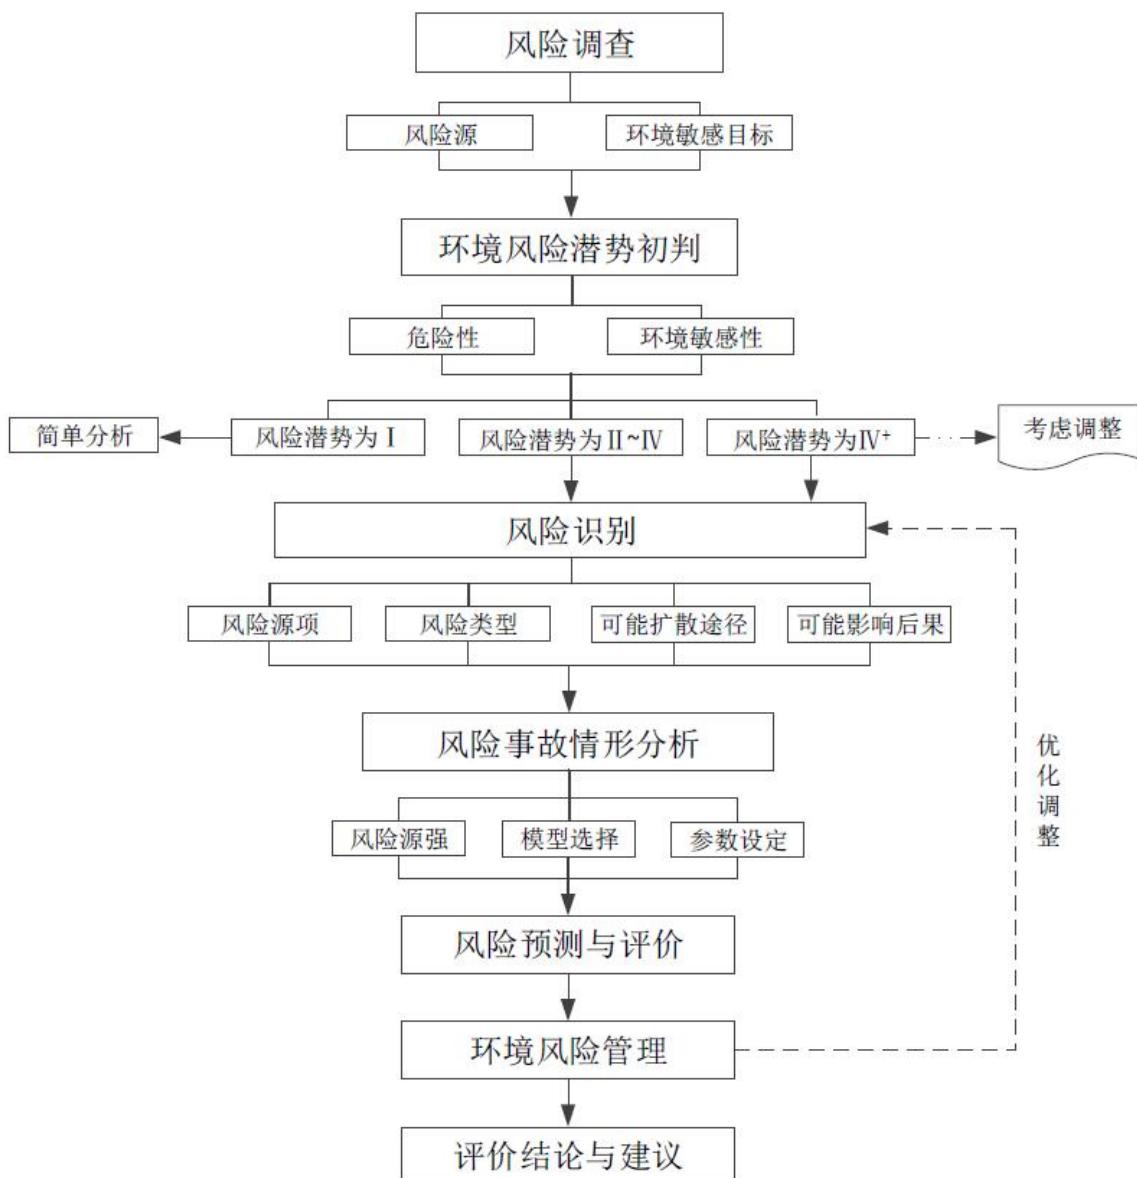 风险调查
风险源
环境敏感目标
环境风险潜势初判
危险性
环境敏感性
简单分析
风险潜势为Ⅰ
风险潜势为Ⅱ~Ⅳ
风险潜势为Ⅳ⁺
考虑调整
风险识别
风险源项
风险类型
可能扩散途径
可能影响后果
风险事故情形分析
优化调整
风险源强
模型选择
参数设定
风险预测与评价
环境风险管理
评价结论与建议